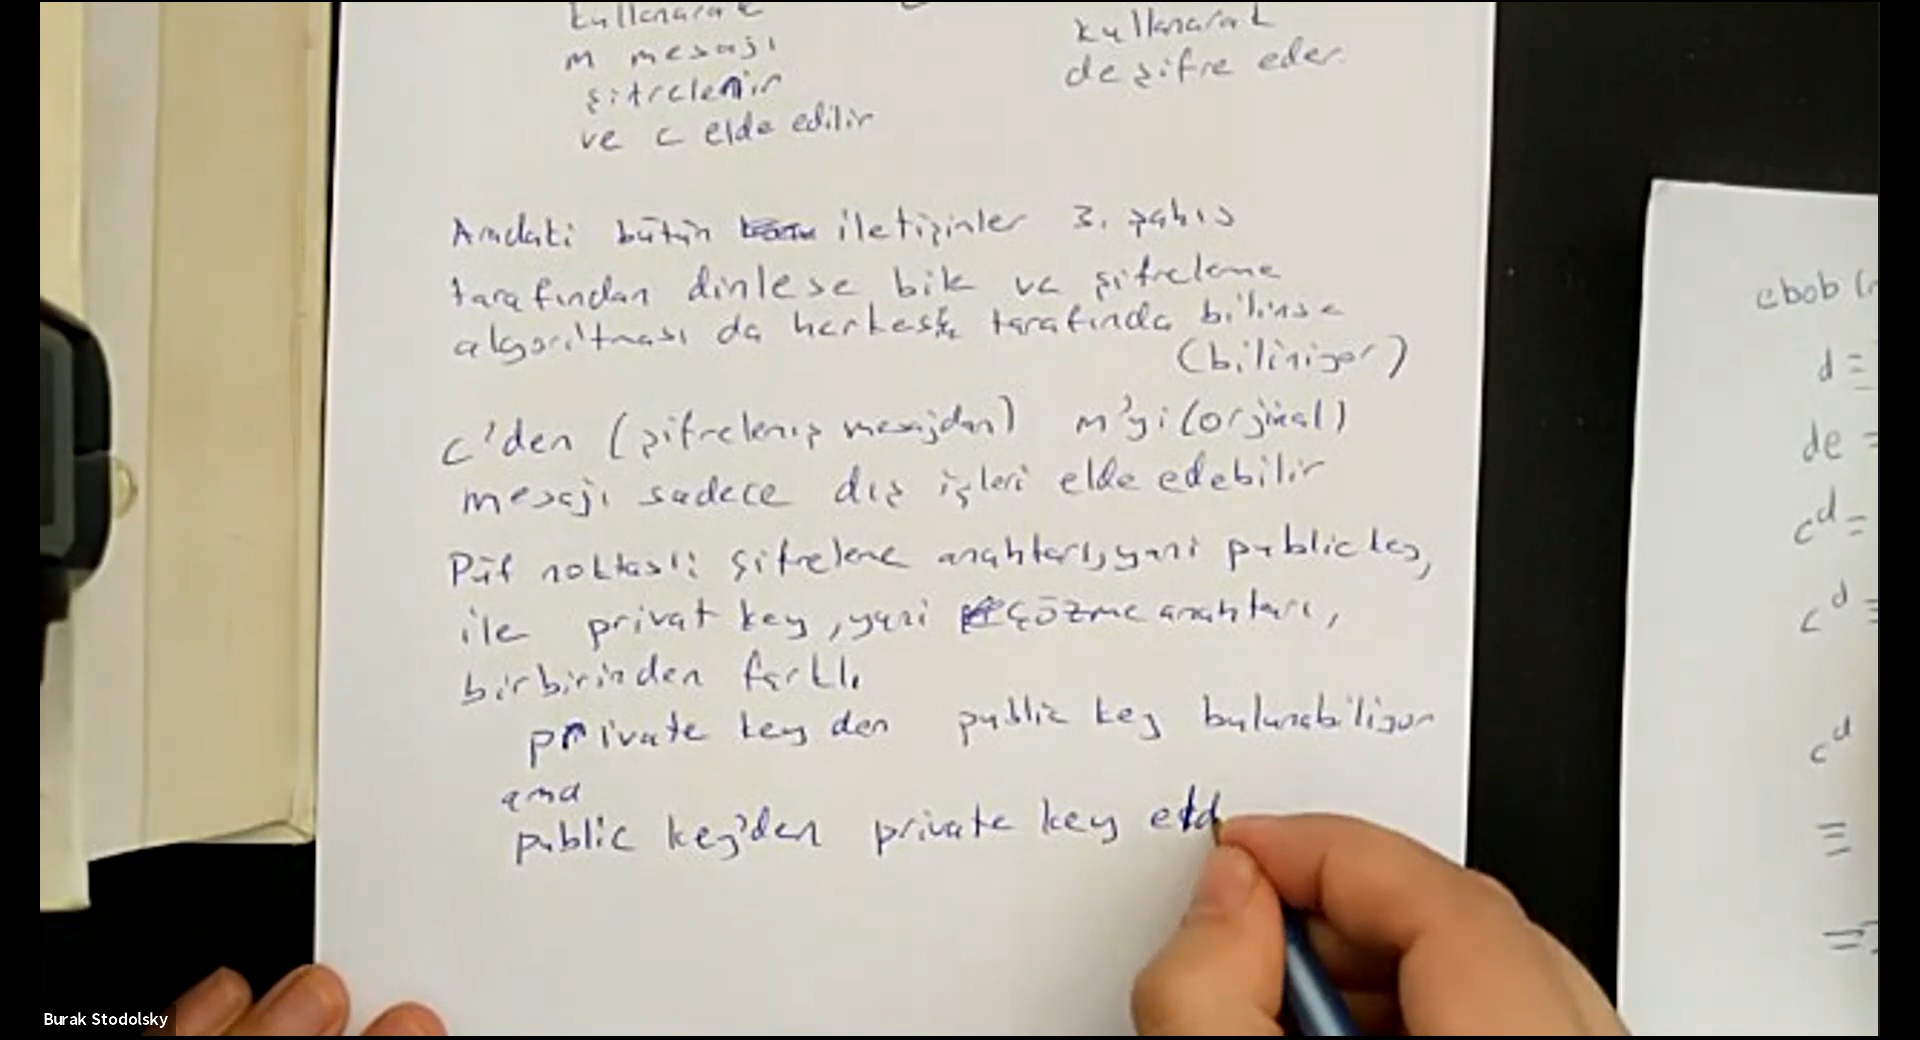 kullanarak
m mesajı
şifrelenir
ve c elde edilir
kullanarak
deşifre eder.
Aradaki bütün iletişimler 3. şahıs
tarafından dinlese bile ve şifreleme
algoritması da herkes tarafında bilinse
(biliniyor)
c'den (şifrelenmiş mesajdan) m'yi (orjinal)
mesajı sadece dış işleri elde edebilir
Püf noktası: şifreleme anahtarı, yani public key,
ile privat key, yani çözme anahtarı,
birbirinden farklı
private key den public key bulunabiliyor
ama
public key'den private key eld
ebob (
d =
de =
c^d =
c^d ≡
c^d
≡
=>
Burak Stodolsky